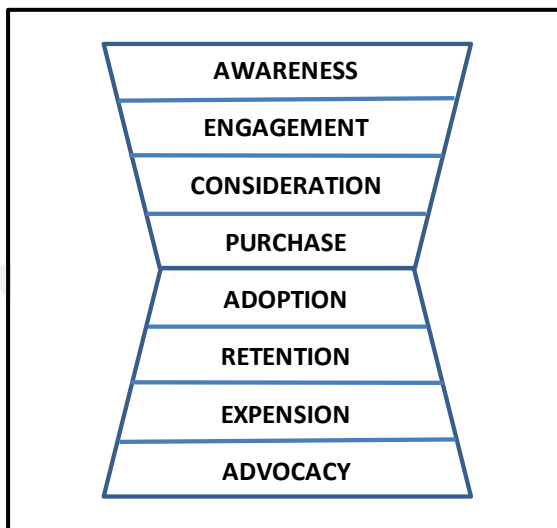 AWARENESS
ENGAGEMENT
CONSIDERATION
PURCHASE
ADOPTION
RETENTION
EXPENSION
ADVOCACY